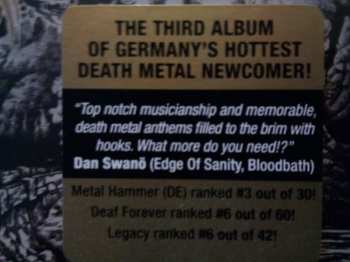 THE THIRD ALBUM
OF GERMANY'S HOTTEST
DEATH METAL NEWCOMER!
"Top notch musicianship and memorable,
death metal anthems filled to the brim with
hooks. What more do you need!?"
Dan Swanö (Edge Of Sanity, Bloodbath)
Metal Hammer (DE) ranked #3 out of 30!
Deaf Forever ranked #6 out of 60!
Legacy ranked #6 out of 42!